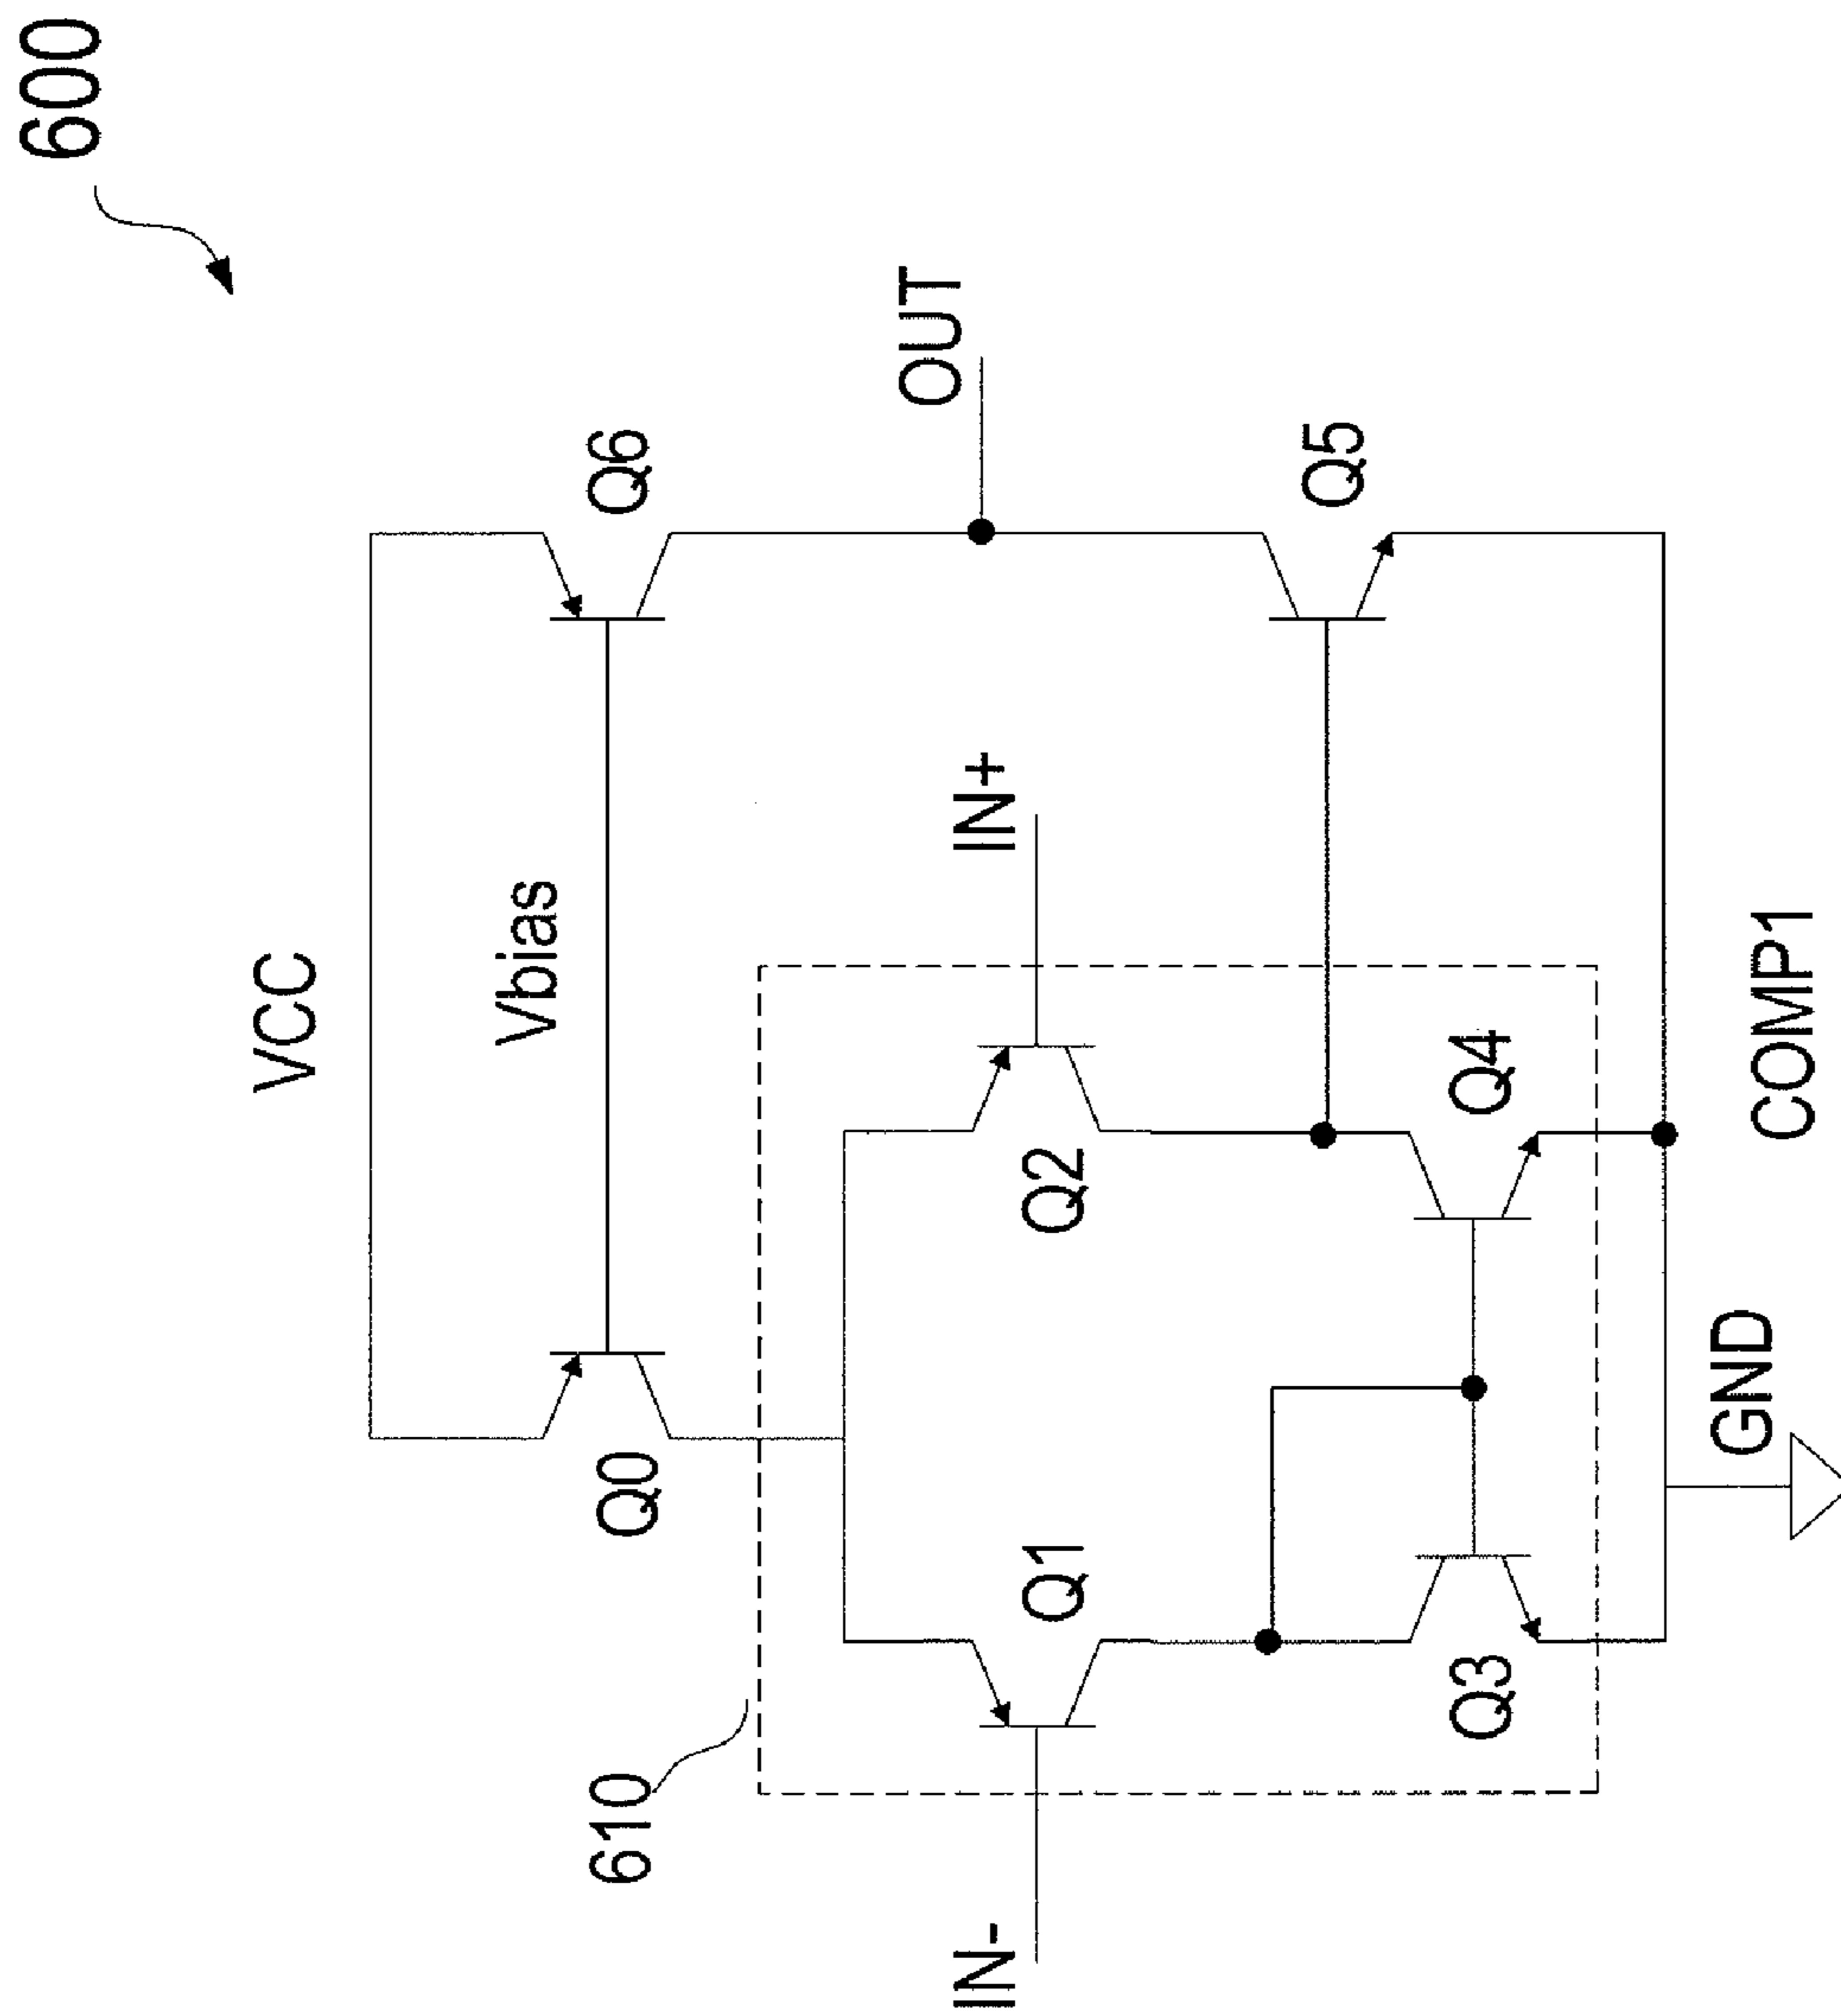 600
VCC
Vbias
Q0
Q6
610
IN-
Q1
Q2
IN+
OUT
Q3
Q4
Q5
GND
COMP1